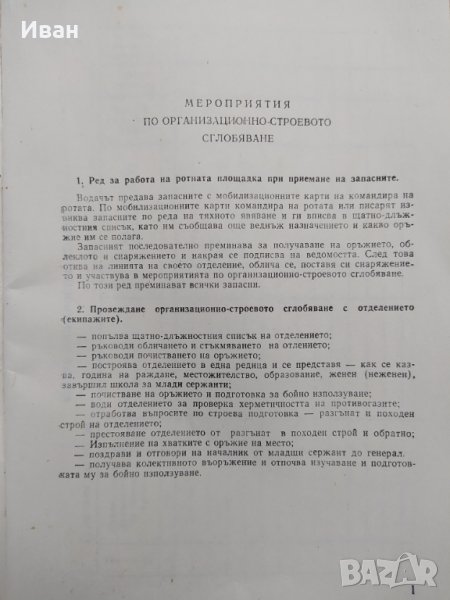 Иван
МЕРОПРИЯТИЯ
ПО ОРГАНИЗАЦИОННО-СТРОЕВОТО
СГЛОБЯВАНЕ
1. Ред за работа на ротната площадка при приемане на запасните.
Водачът предава запасните с мобилизационните карти на командира на
ротата. По мобилизационните карти командира на ротата или писарят из-
виква запасните по реда на тяхното явяване и ги вписва в щатно-длъж-
ностния списък, като им съобщава още веднъж назначението и какво оръ-
жие им се полага.
Запасният последователно преминава за получаване на оръжието, об-
леклото и снаряжението и накрая се подписва на ведомостта. След това
отива на линията на своето отделение, облича се, поставя си снаряжение-
то и участвува в мероприятията по организационно-строевото сглобяване.
По този ред преминават всички запасни.
2. Провеждане организационно-строевото сглобяване с отделението
(екипажите).
— попълва щатно-длъжностния списък на отделението;
— ръководи обличането и стъкмяването на отлението;
— ръководи почистването на оръжието;
— построява отделението в една редица и се представя — как се каз-
ва, година на раждане, местожителство, образование, женен (неженен),
завършил школа за млади сержанти;
— почистване на оръжието и подготовка за бойно използуване;
— води отделението за проверка херметичността на противогазите;
— отработва въпросите по строева подготовка — разгънат и походен
строй на отделението;
— престояване отделението от разгънат в походен строй и обратно;
— Изпълнение на хватките с оръжие на место;
— поздрави и отговори на началник от младши сержант до генерал.
— получава колективното въоръжение и отпочва изучаване и подготов-
ката му за бойно използуване.
1
BAZAR